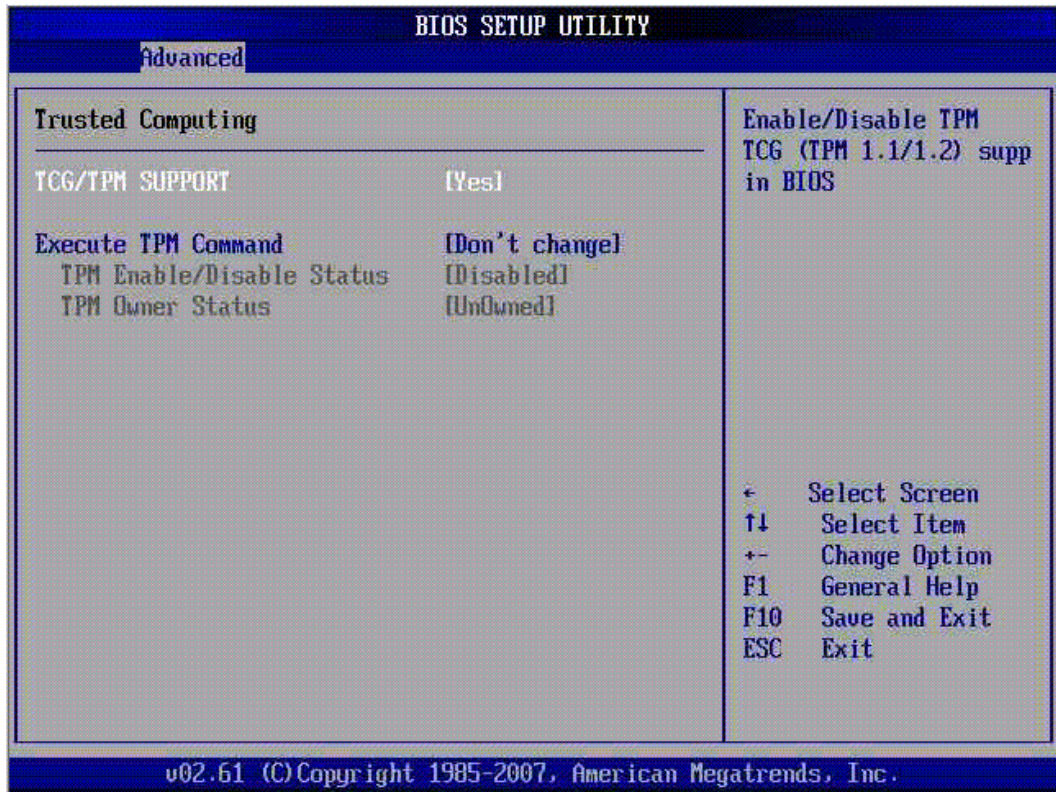 BIOS SETUP UTILITY
Advanced
Trusted Computing
TCG/TPM SUPPORT [Yes]
Execute TPM Command [Don't change]
TPM Enable/Disable Status [Disabled]
TPM Owner Status [UnOwned]
Enable/Disable TPM
TCG (TPM 1.1/1.2) supp
in BIOS
← Select Screen
↑↓ Select Item
+- Change Option
F1 General Help
F10 Save and Exit
ESC Exit
v02.61 (C)Copyright 1985-2007, American Megatrends, Inc.